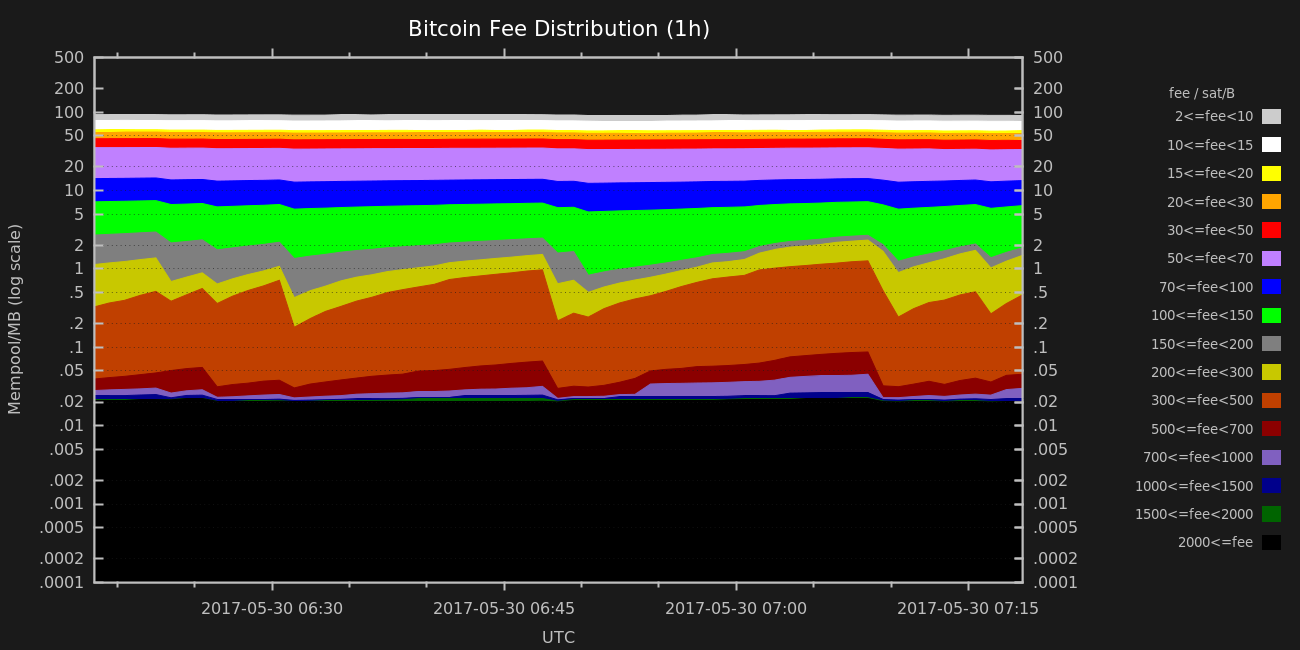 Bitcoin Fee Distribution (1h)
500
200
100
50
20
10
5
2
1
.5
.2
.1
.05
.02
.01
.005
.002
.001
.0005
.0002
.0001
Mempool/MB (log scale)
500
200
100
50
20
10
5
2
1
.5
.2
.1
.05
.02
.01
.005
.002
.001
.0005
.0002
.0001
2017-05-30 06:30
2017-05-30 06:45
2017-05-30 07:00
2017-05-30 07:15
UTC
fee / sat/B
2<=fee<10
10<=fee<15
15<=fee<20
20<=fee<30
30<=fee<50
50<=fee<70
70<=fee<100
100<=fee<150
150<=fee<200
200<=fee<300
300<=fee<500
500<=fee<700
700<=fee<1000
1000<=fee<1500
1500<=fee<2000
2000<=fee